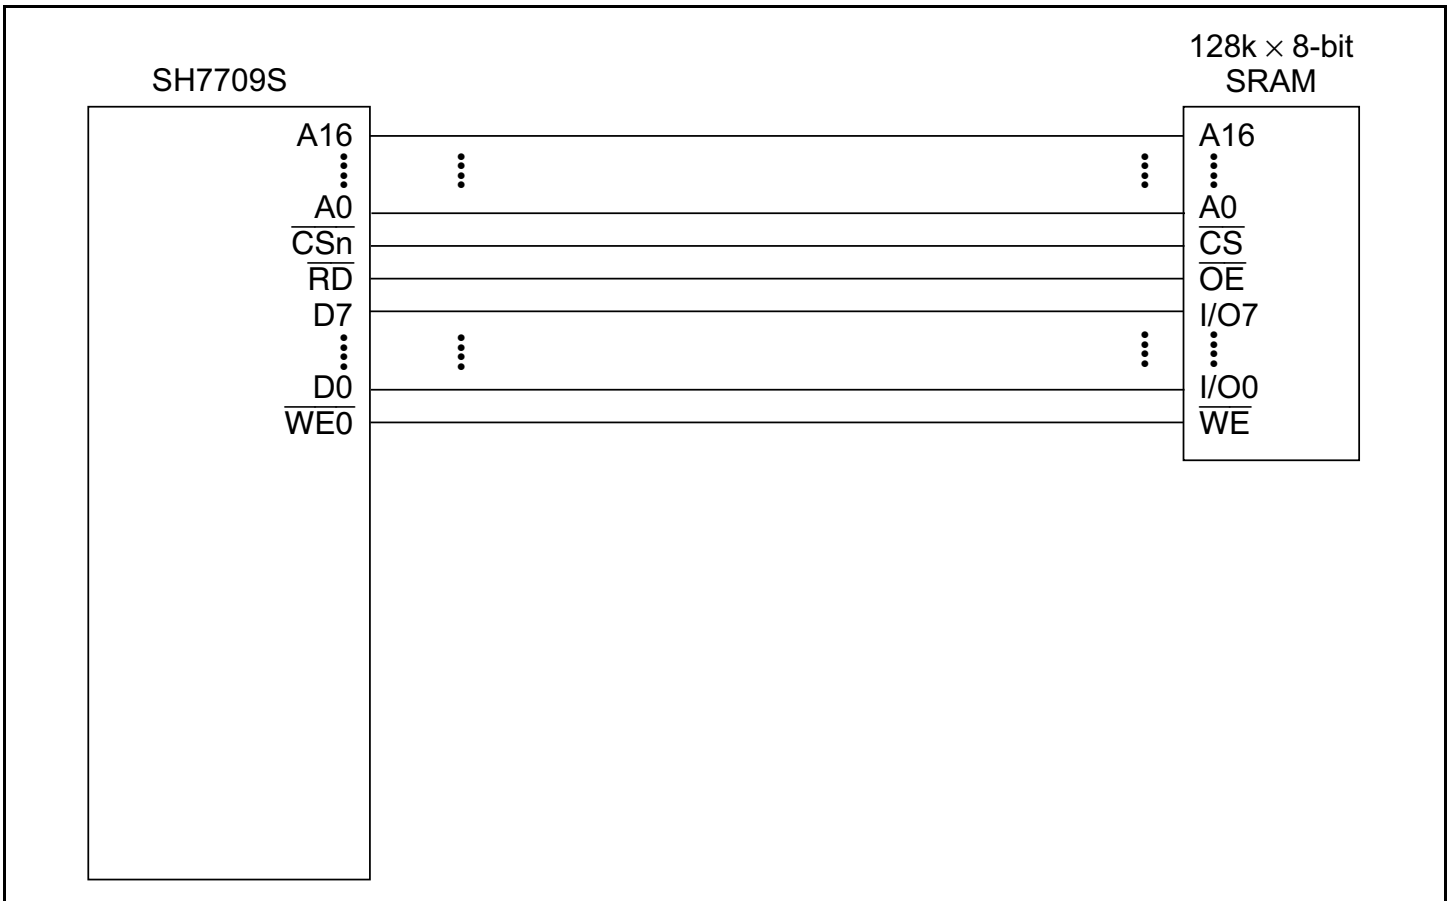 128k × 8-bit
SRAM
SH7709S
A16 A16
A0 A0
CSn CS
RD OE
D7 I/O7
D0 I/O0
WE0 WE